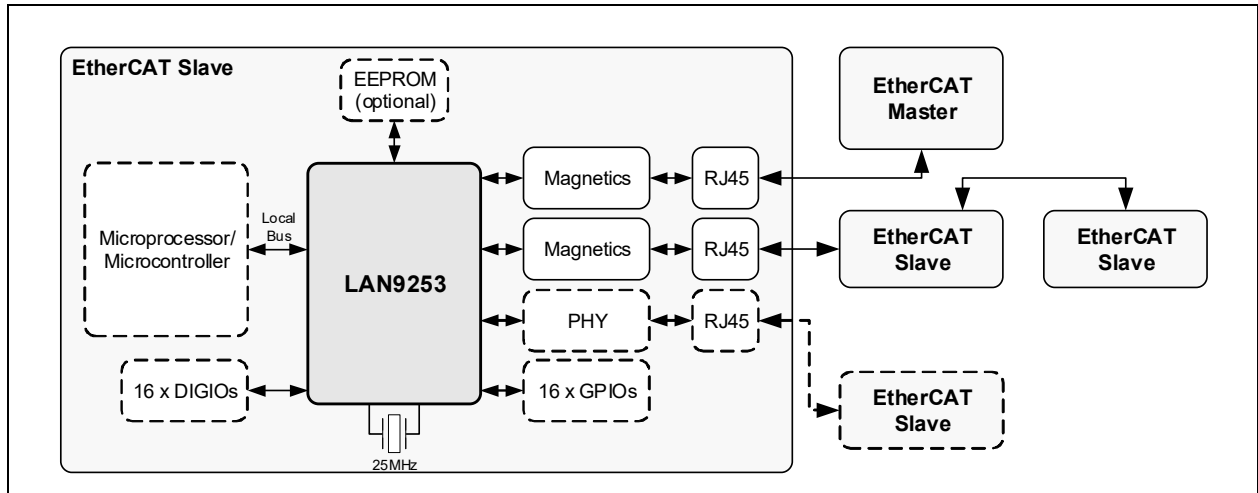 EtherCAT Slave
EEPROM
(optional)
Microprocessor/
Microcontroller
Local
Bus
LAN9253
Magnetics
RJ45
Magnetics
RJ45
PHY
RJ45
16 x DIGIOs
16 x GPIOs
25MHz
EtherCAT
Master
EtherCAT
Slave
EtherCAT
Slave
EtherCAT
Slave